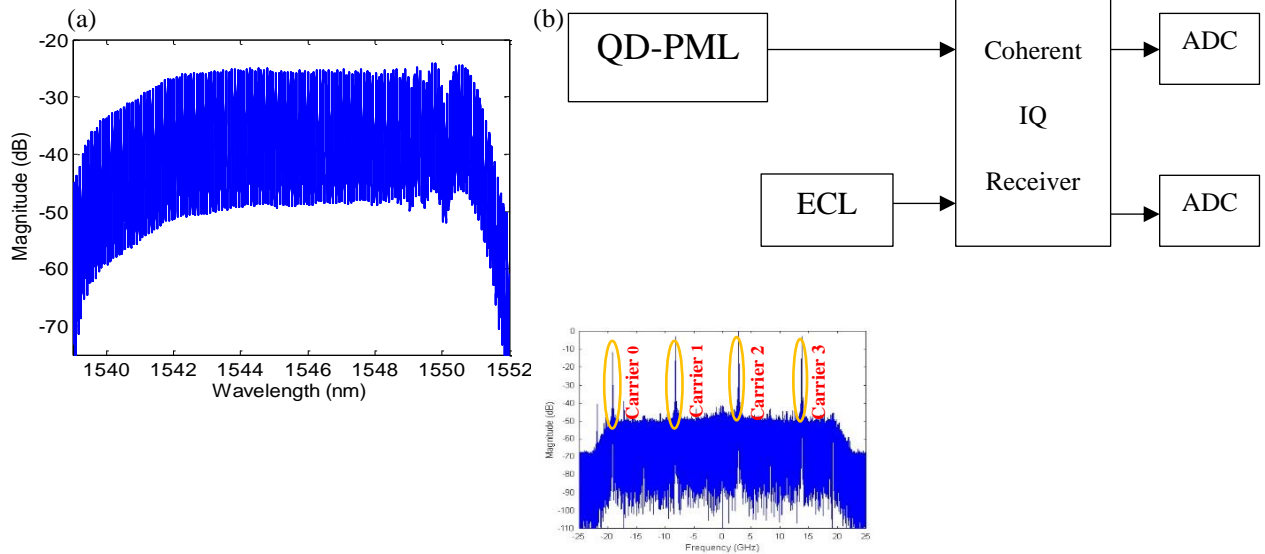 (a)
-20
-30
-40
-50
-60
-70
Magnitude (dB)
1540 1542 1544 1546 1548 1550 1552
Wavelength (nm)
(b)
QD-PML
ECL
Coherent
IQ
Receiver
ADC
ADC
0
-10
-20
-30
-40
-50
-60
-70
-80
-90
-100
-110
Magnitude (dB)
Carrier 0
Carrier 1
Carrier 2
Carrier 3
-25 -20 -15 -10 -5 0 5 10 15 20 25
Frequency (GHz)